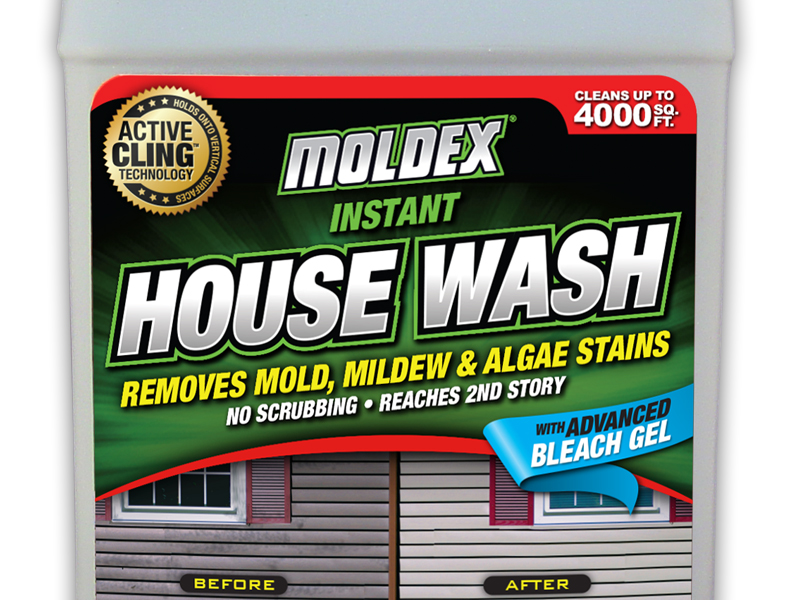 CLEANS UP TO
4000 SQ. FT.
HOLDS ONTO VERTICAL SURFACES
ACTIVE
CLING™
TECHNOLOGY
MOLDEX®
INSTANT
HOUSE WASH
REMOVES MOLD, MILDEW & ALGAE STAINS
NO SCRUBBING • REACHES 2ND STORY
WITH ADVANCED
BLEACH GEL
BEFORE
AFTER